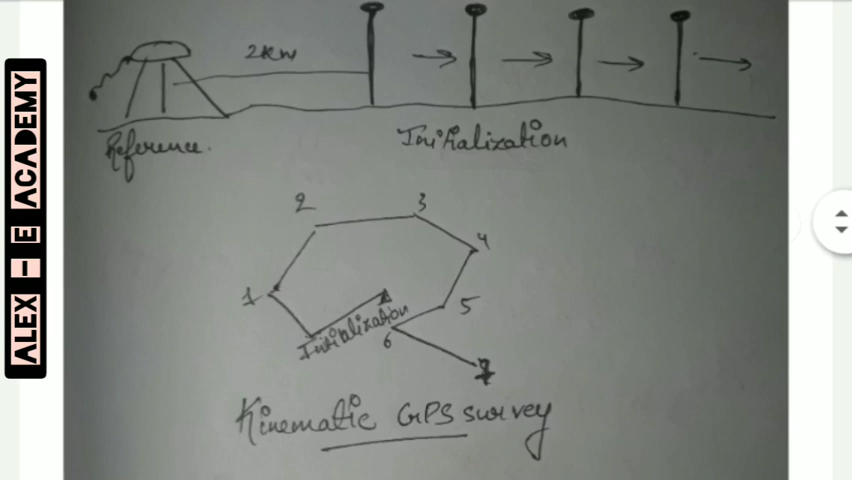 2km
Reference.
Initialization
2
3
4
1
5
Initialization
6
7
Kinematic GPS survey
ALEX - E ACADEMY